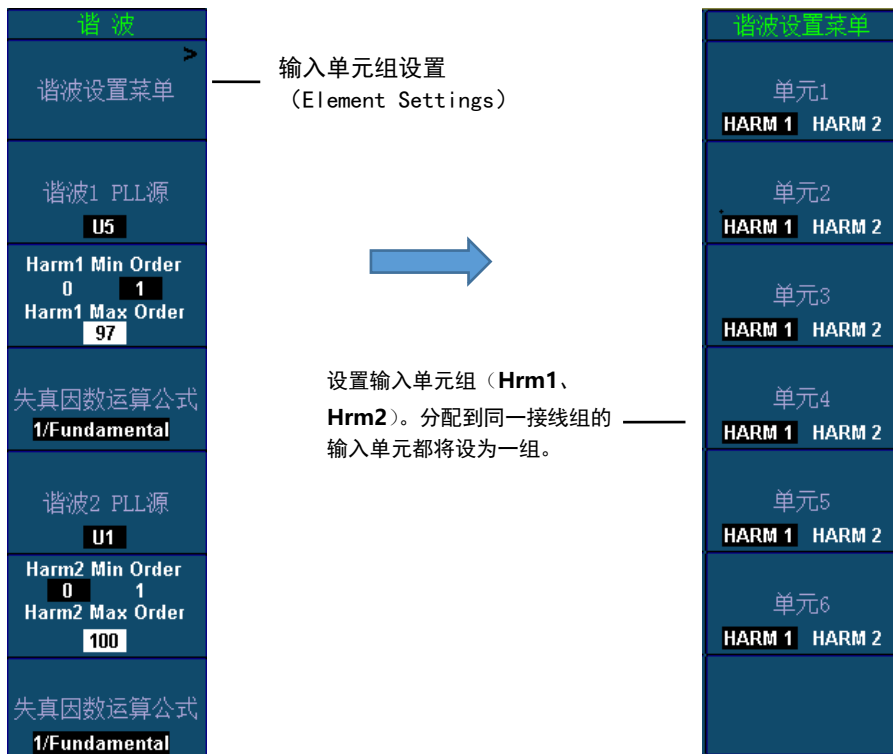 谐 波
>
谐波设置菜单
谐波1 PLL源
U5
Harm1 Min Order
0 1
Harm1 Max Order
97
失真因数运算公式
1/Fundamental
谐波2 PLL源
U1
Harm2 Min Order
0 1
Harm2 Max Order
100
失真因数运算公式
1/Fundamental
输入单元组设置
（Element Settings）
设置输入单元组（Hrm1、
Hrm2）。分配到同一接线组的
输入单元都将设为一组。
谐波设置菜单
单元1
HARM 1 HARM 2
单元2
HARM 1 HARM 2
单元3
HARM 1 HARM 2
单元4
HARM 1 HARM 2
单元5
HARM 1 HARM 2
单元6
HARM 1 HARM 2